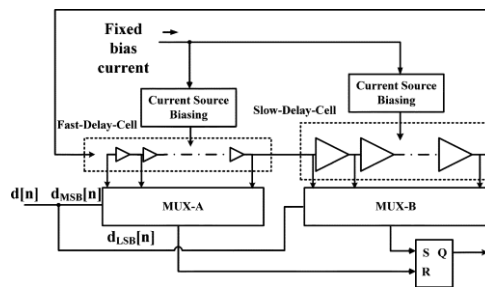 Fixed
bias
current
Current Source
Biasing
Current Source
Biasing
Fast-Delay-Cell
Slow-Delay-Cell
d[n]
dMSB[n]
MUX-A
MUX-B
dLSB[n]
S Q
R